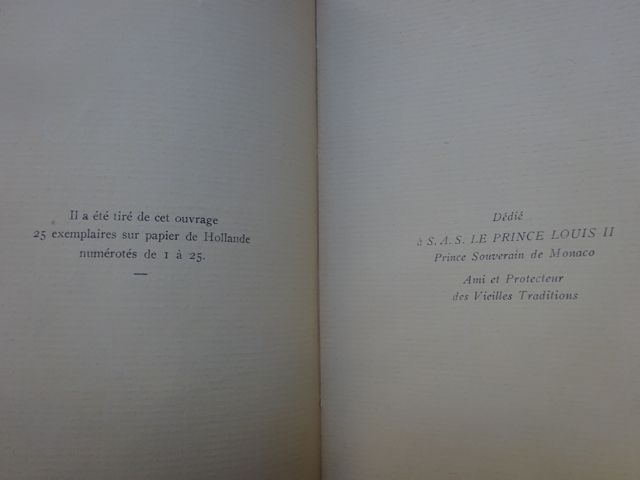 Il a été tiré de cet ouvrage
25 exemplaires sur papier de Hollande
numérotés de 1 à 25.
Dédié
à S. A. S. LE PRINCE LOUIS II
Prince Souverain de Monaco
Ami et Protecteur
des Vieilles Traditions